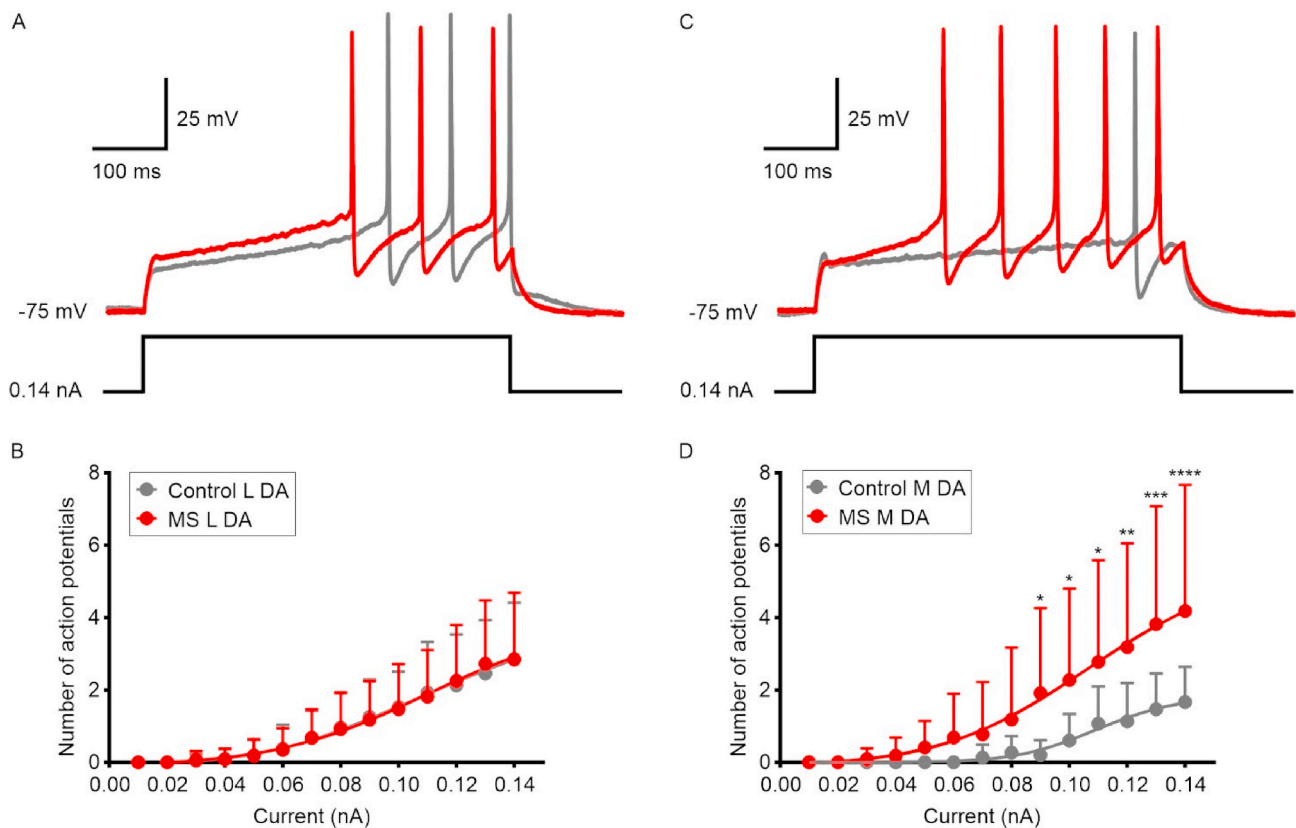 A
25 mV
100 ms
-75 mV
0.14 nA
C
25 mV
100 ms
-75 mV
0.14 nA
B
Number of action potentials
8
6
4
2
0
Control L DA
MS L DA
0.00 0.02 0.04 0.06 0.08 0.10 0.12 0.14
Current (nA)
D
Number of action potentials
8
6
4
2
0
Control M DA
MS M DA
* * * ** *** ****
0.00 0.02 0.04 0.06 0.08 0.10 0.12 0.14
Current (nA)